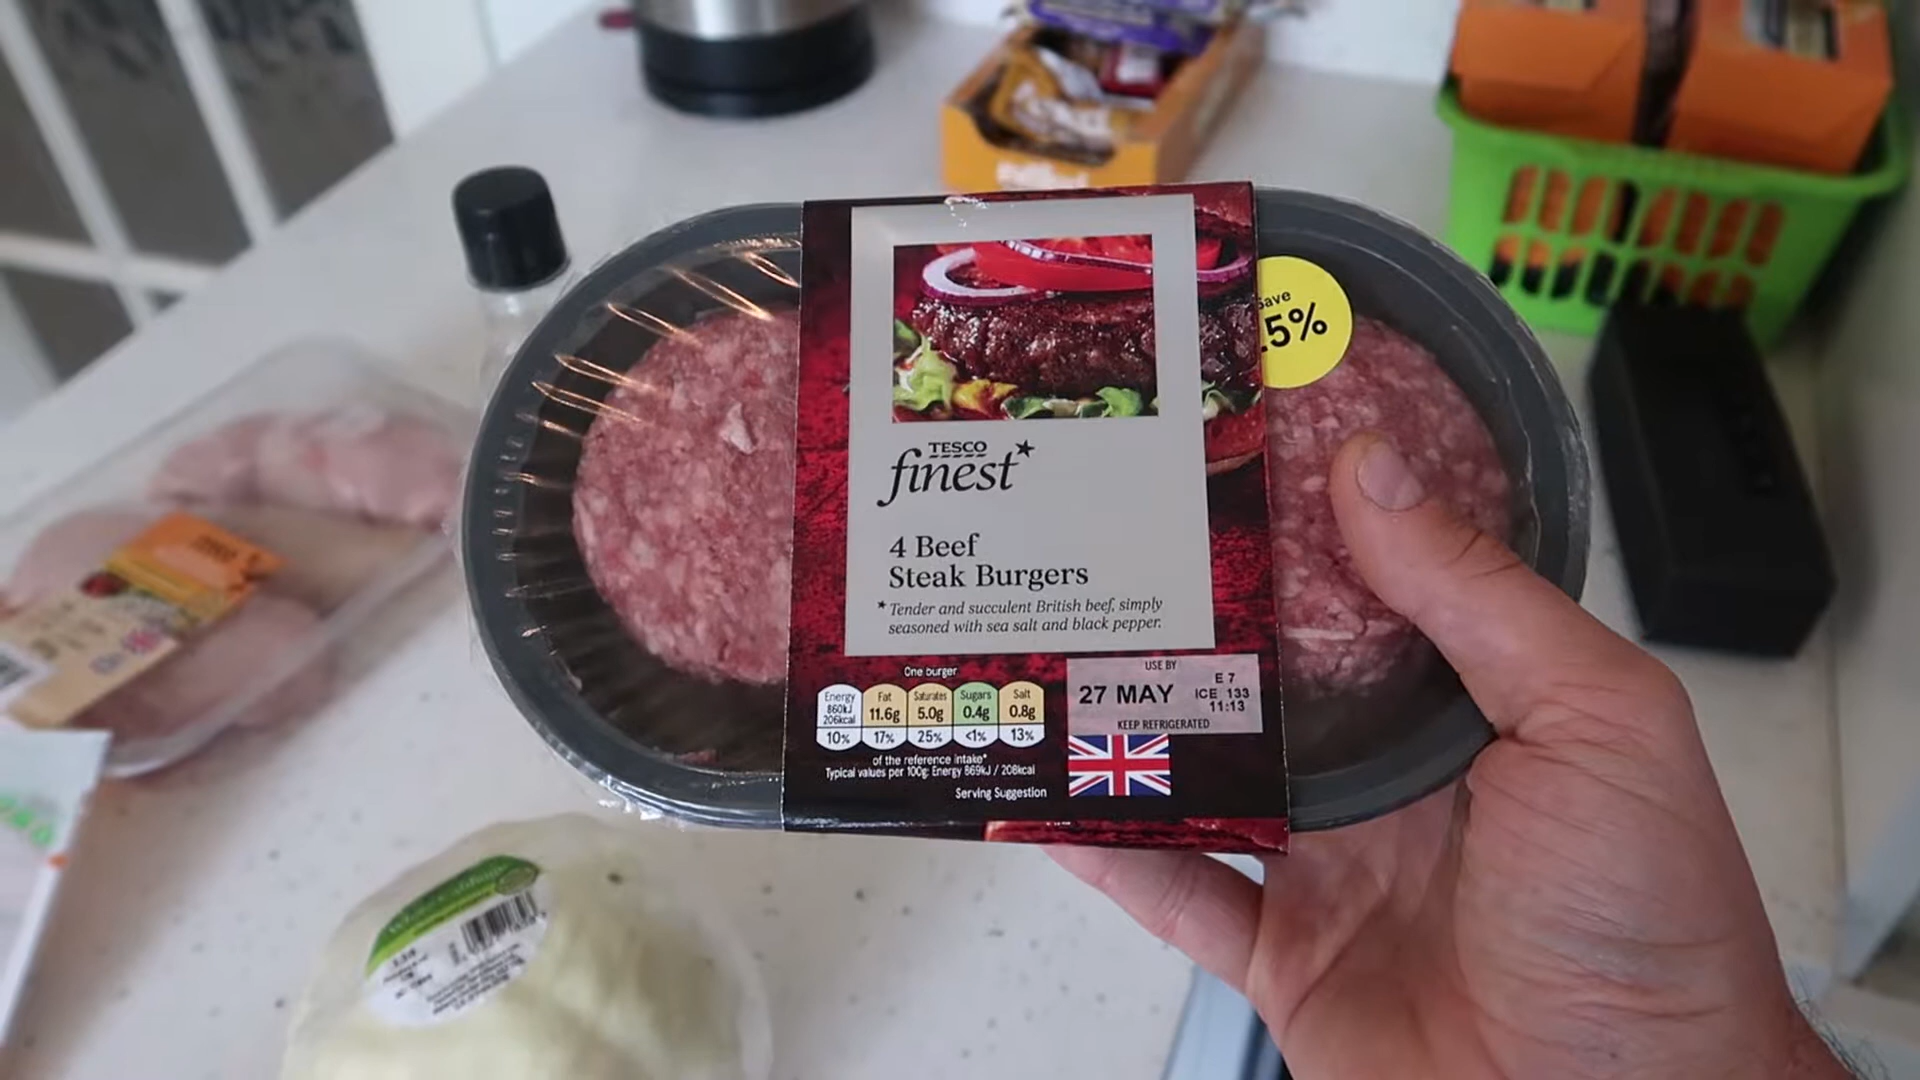 Save
.5%
TESCO
finest*
4 Beef
Steak Burgers
* Tender and succulent British beef, simply
seasoned with sea salt and black pepper.
One burger
Energy 860kJ 206kcal 10%
Fat 11.6g 17%
Saturates 5.0g 25%
Sugars 0.4g <1%
Salt 0.8g 13%
of the reference intake*
Typical values per 100g: Energy 869kJ / 208kcal
Serving Suggestion
USE BY
27 MAY
E 7
ICE 133
11:13
KEEP REFRIGERATED